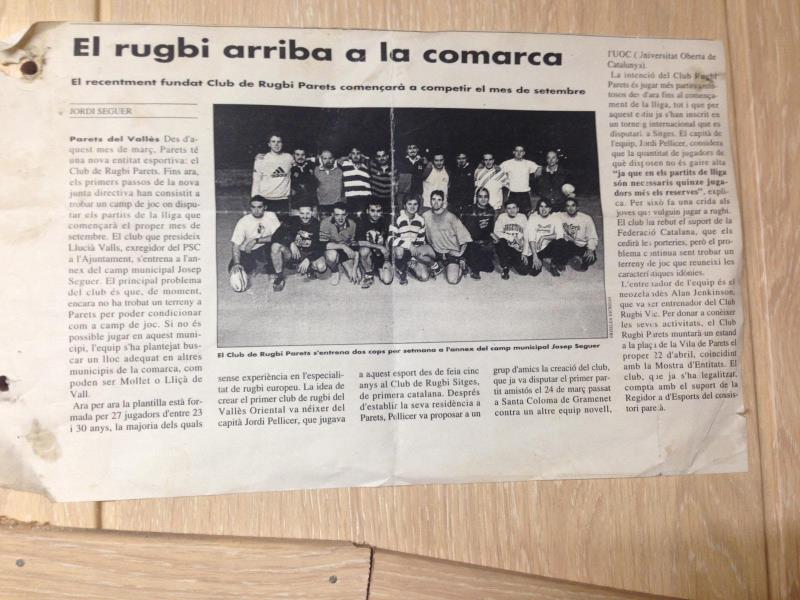 El rugbi arriba a la comarca
El recentment fundat Club de Rugbi Parets començarà a competir el mes de setembre
JORDI SEGUER
Parets del Vallès Des d'a-
quest mes de març, Parets té
una nova entitat esportiva: el
Club de Rugbi Parets. Fins ara,
els primers passos de la nova
junta directiva han consistit a
trobar un camp de joc on dispu-
tar els partits de la lliga que
començarà el proper mes de
setembre. El club que presideix
Llucià Valls, exregidor del PSC
a l'Ajuntament, s'entrena a l'an-
nex del camp municipal Josep
Seguer. El principal problema
del club és que, de moment,
encara no ha trobat un terreny a
Parets per poder condicionar
com a camp de joc. Si no és
possible jugar en aquest muni-
cipi, l'equip s'ha plantejat bus-
car un lloc adequat en altres
municipis de la comarca, com
poden ser Mollet o Lliçà de
Vall.
Ara per ara la plantilla està for-
mada per 27 jugadors d'entre 23
i 30 anys, la majoria dels quals
El Club de Rugbi Parets s'entrena dos cops per setmana a l'annex del camp municipal Josep Seguer
sense experiència en l'especiali-
tat de rugbi europeu. La idea de
crear el primer club de rugbi del
Vallès Oriental va néixer del
capità Jordi Pellicer, que jugava
a aquest esport des de feia cinc
anys al Club de Rugbi Sitges,
de primera catalana. Després
d'establir la seva residència a
Parets, Pellicer va proposar a un
grup d'amics la creació del club,
que ja va disputar el primer par-
tit amistós el 24 de març passat
a Santa Coloma de Gramenet
contra un altre equip novell,
l'UOC (Universitat Oberta de
Catalunya).
La intenció del Club Rugbi
Parets és jugar més partits amis-
tosos des d'ara fins al comença-
ment de la lliga, tot i que per
aquest estiu ja s'han inscrit en
un torneig internacional que es
disputarà a Sitges. El capità de
l'equip, Jordi Pellicer, considera
que la quantitat de jugadors de
què disposen no és gaire alta
"ja que en els partits de lliga
són necessaris quinze juga-
dors més els reserves", expli-
ca. Per això fa una crida als
joves que vulguin jugar a rugbi.
El club ha rebut el suport de la
Federació Catalana, que els
cedirà les porteries, però el pro-
blema continua sent trobar un
terreny de joc que reuneixi les
característiques idònies.
L'entrenador de l'equip és el
neozelandès Alan Jenkinson,
que va ser entrenador del Club
Rugbi Vic. Per donar a conèixer
les seves activitats, el Club
Rugbi Parets muntarà un estand
a la plaça de la Vila de Parets el
proper 22 d'abril, coincidint
amb la Mostra d'Entitats. El
club, que ja s'ha legalitzat,
compta amb el suport de la
Regidoria d'Esports del consis-
tori paretà.